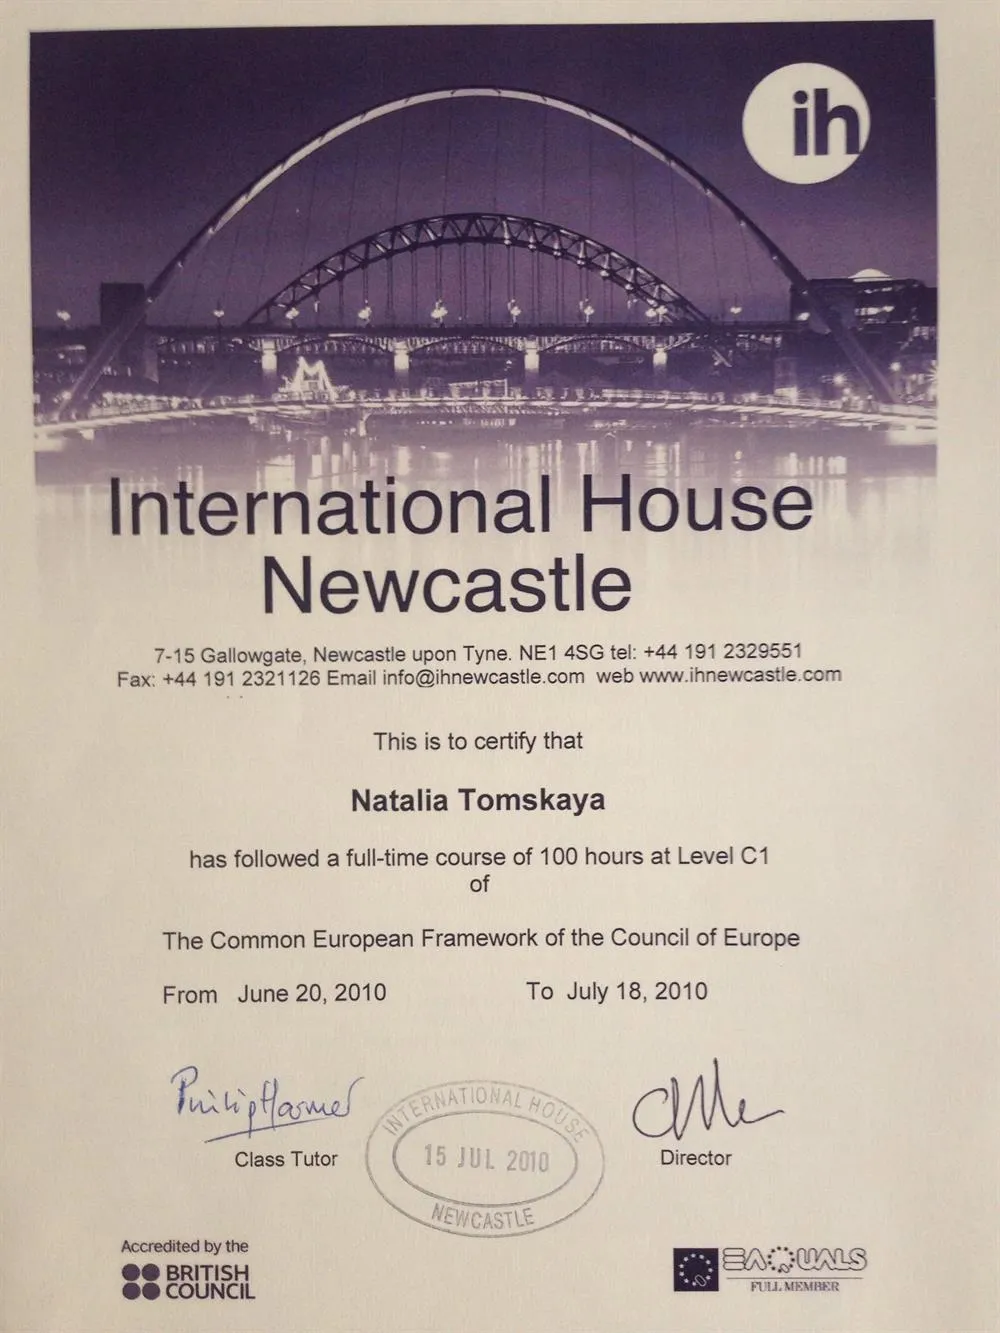 ih
International House
Newcastle
7-15 Gallowgate, Newcastle upon Tyne. NE1 4SG tel: +44 191 2329551
Fax: +44 191 2321126 Email info@ihnewcastle.com web www.ihnewcastle.com
This is to certify that
Natalia Tomskaya
has followed a full-time course of 100 hours at Level C1
of
The Common European Framework of the Council of Europe
From June 20, 2010 To July 18, 2010
Philip Harmer
Class Tutor
INTERNATIONAL HOUSE
15 JUL 2010
NEWCASTLE
Director
Accredited by the
BRITISH
COUNCIL
EAQUALS
FULL MEMBER